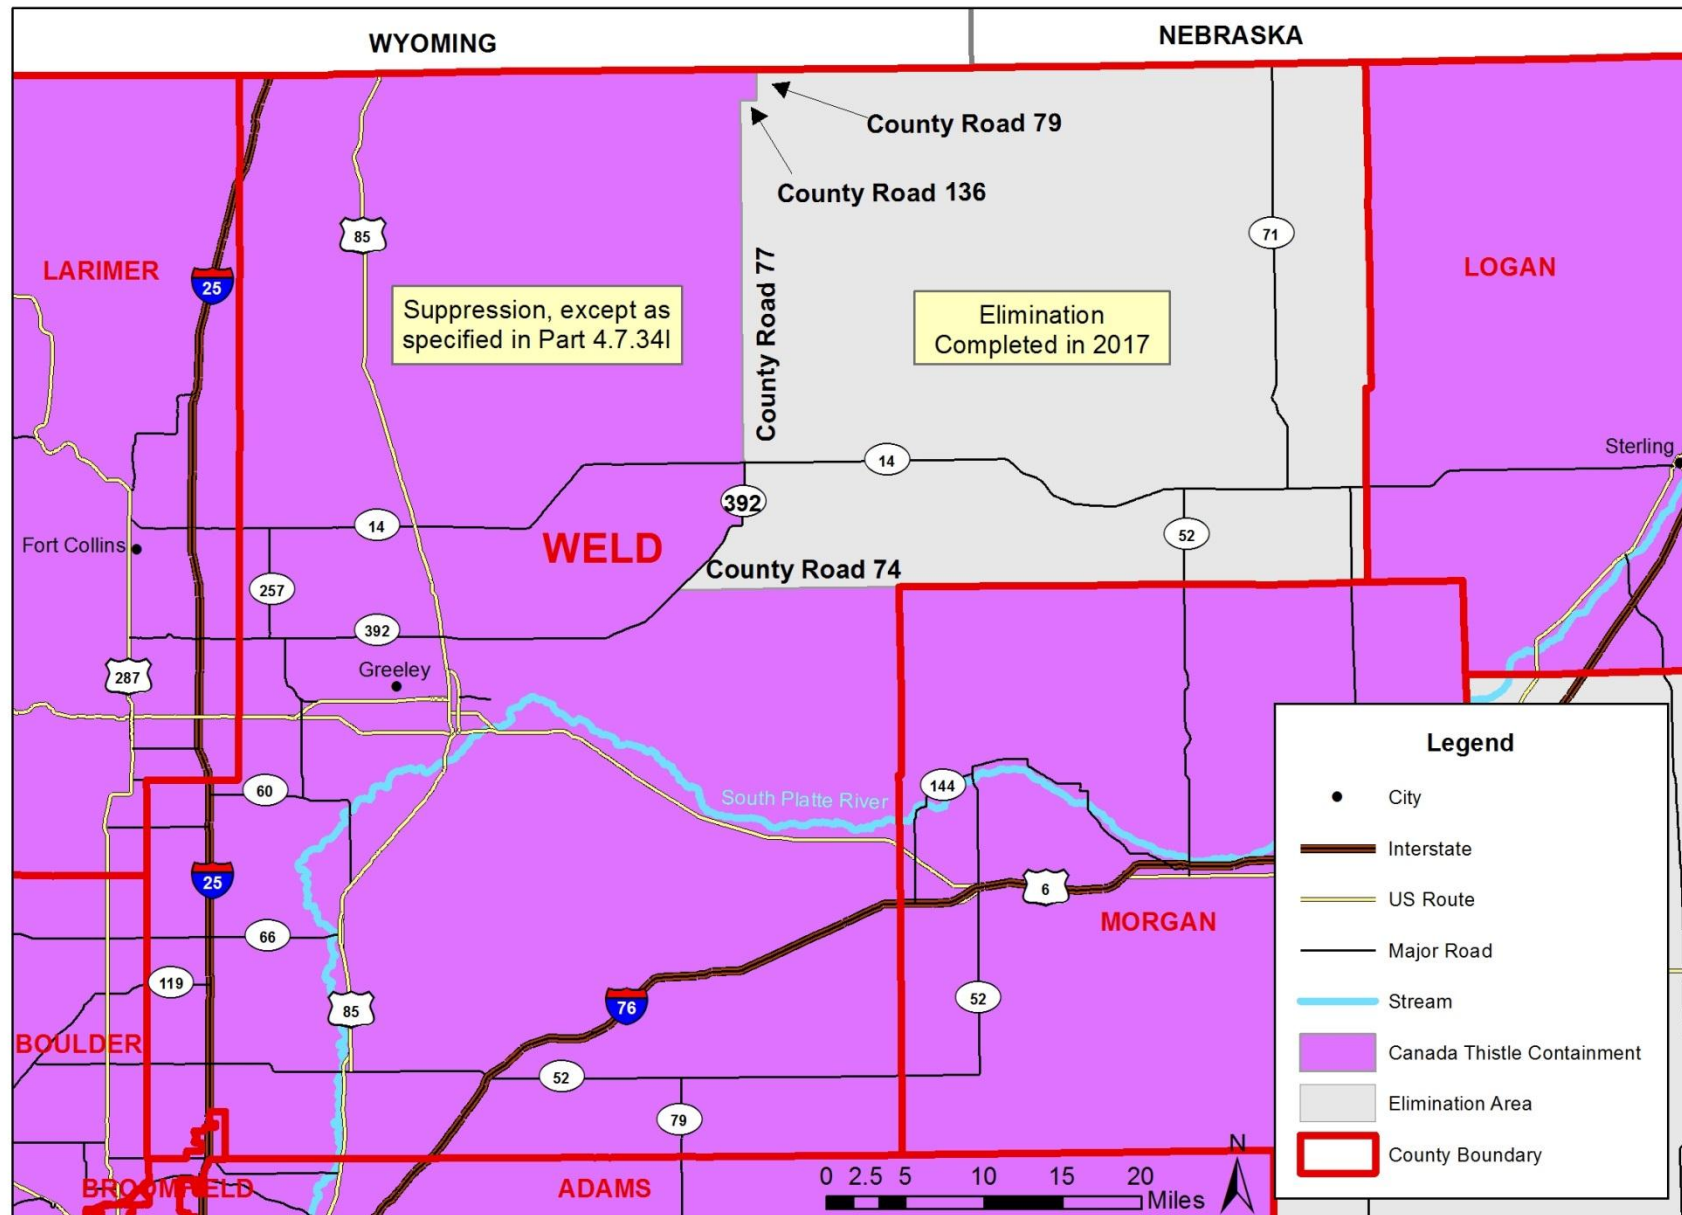 WYOMING
NEBRASKA
County Road 79
County Road 136
85
71
LARIMER
25
LOGAN
Suppression, except as
specified in Part 4.7.34I
County Road 77
Elimination
Completed in 2017
Sterling
14
392
14
52
Fort Collins
WELD
County Road 74
257
392
Greeley
287
Legend
City
60
South Platte River
144
Interstate
25
6
US Route
66
MORGAN
Major Road
119
76
52
Stream
85
BOULDER
Canada Thistle Containment
52
79
Elimination Area
N
County Boundary
BROOMFIELD
ADAMS
0 2.5 5 10 15 20
Miles